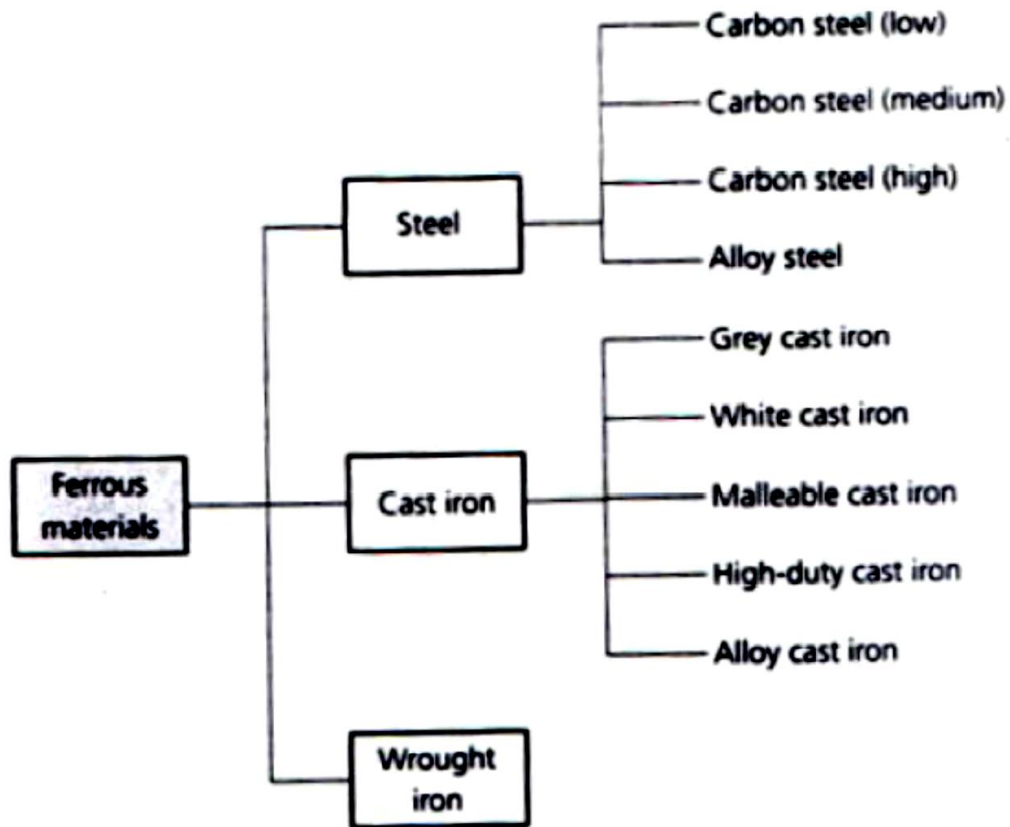 Carbon steel (low)
Carbon steel (medium)
Carbon steel (high)
Steel
Alloy steel
Grey cast iron
White cast iron
Ferrous
materials
Cast iron
Malleable cast iron
High-duty cast iron
Alloy cast iron
Wrought
iron